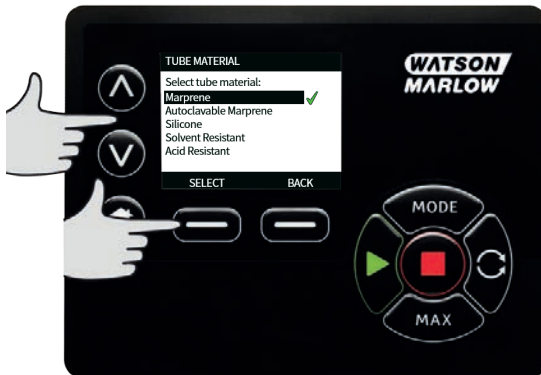 TUBE MATERIAL
Select tube material:
Marprene
Autoclavable Marprene
Silicone
Solvent Resistant
Acid Resistant
SELECT BACK
WATSON
MARLOW
MODE
MAX